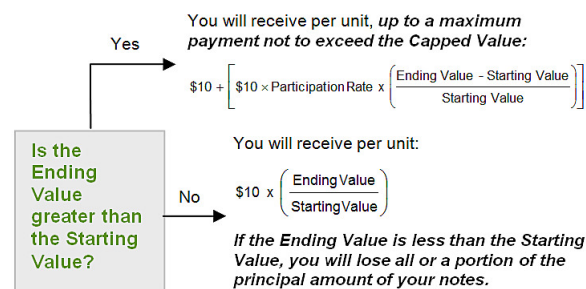 You will receive per unit, up to a maximum
payment not to exceed the Capped Value:
Yes
$10 + [ $10 × Participation Rate x ( Ending Value - Starting Value
Starting Value ) ]
You will receive per unit:
Is the
Ending
Value
greater than
the Starting
Value?
No
$10 x ( Ending Value
Starting Value )
If the Ending Value is less than the Starting
Value, you will lose all or a portion of the
principal amount of your notes.